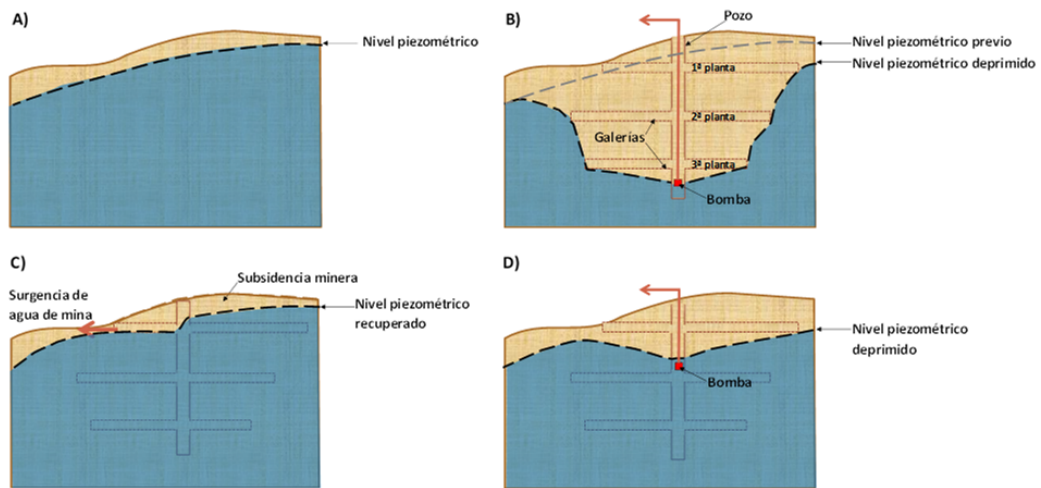 A)
Nivel piezométrico
B)
Pozo
Nivel piezométrico previo
Nivel piezométrico deprimido
1ª planta
2ª planta
Galerías
3ª planta
Bomba
C)
Subsidencia minera
Surgencia de
agua de mina
Nivel piezométrico
recuperado
D)
Nivel piezométrico
deprimido
Bomba